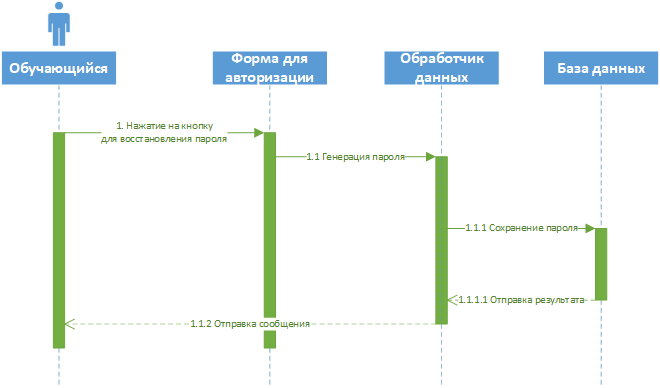 Обучающийся
Форма для
авторизации
Обработчик
данных
База данных
1. Нажатие на кнопку
для восстановления пароля
1.1 Генерация пароля
1.1.1 Сохранение пароля
1.1.1.1 Отправка результата
1.1.2 Отправка сообщения